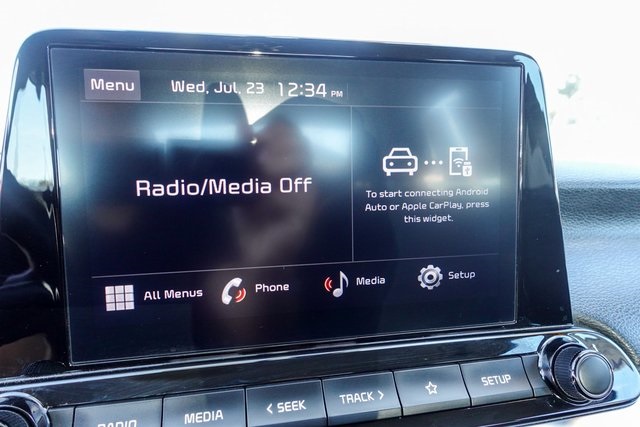 Menu Wed, Jul, 23 12:34 PM
Radio/Media Off
To start connecting Android
Auto or Apple CarPlay, press
this widget.
All Menus Phone Media Setup
RADIO MEDIA < SEEK TRACK > SETUP